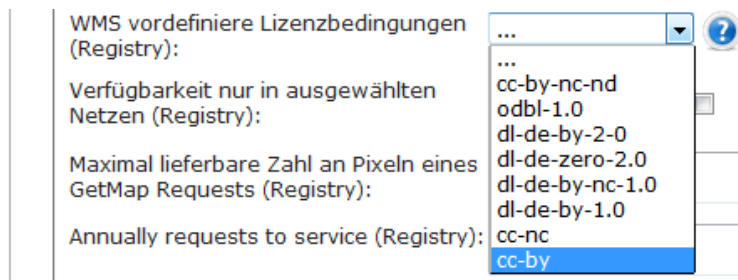 WMS vordefiniere Lizenzbedingungen
(Registry):
...
?
...
cc-by-nc-nd
odbl-1.0
dl-de-by-2-0
dl-de-zero-2.0
dl-de-by-nc-1.0
dl-de-by-1.0
cc-nc
cc-by
Verfügbarkeit nur in ausgewählten
Netzen (Registry):
Maximal lieferbare Zahl an Pixeln eines
GetMap Requests (Registry):
Annually requests to service (Registry):